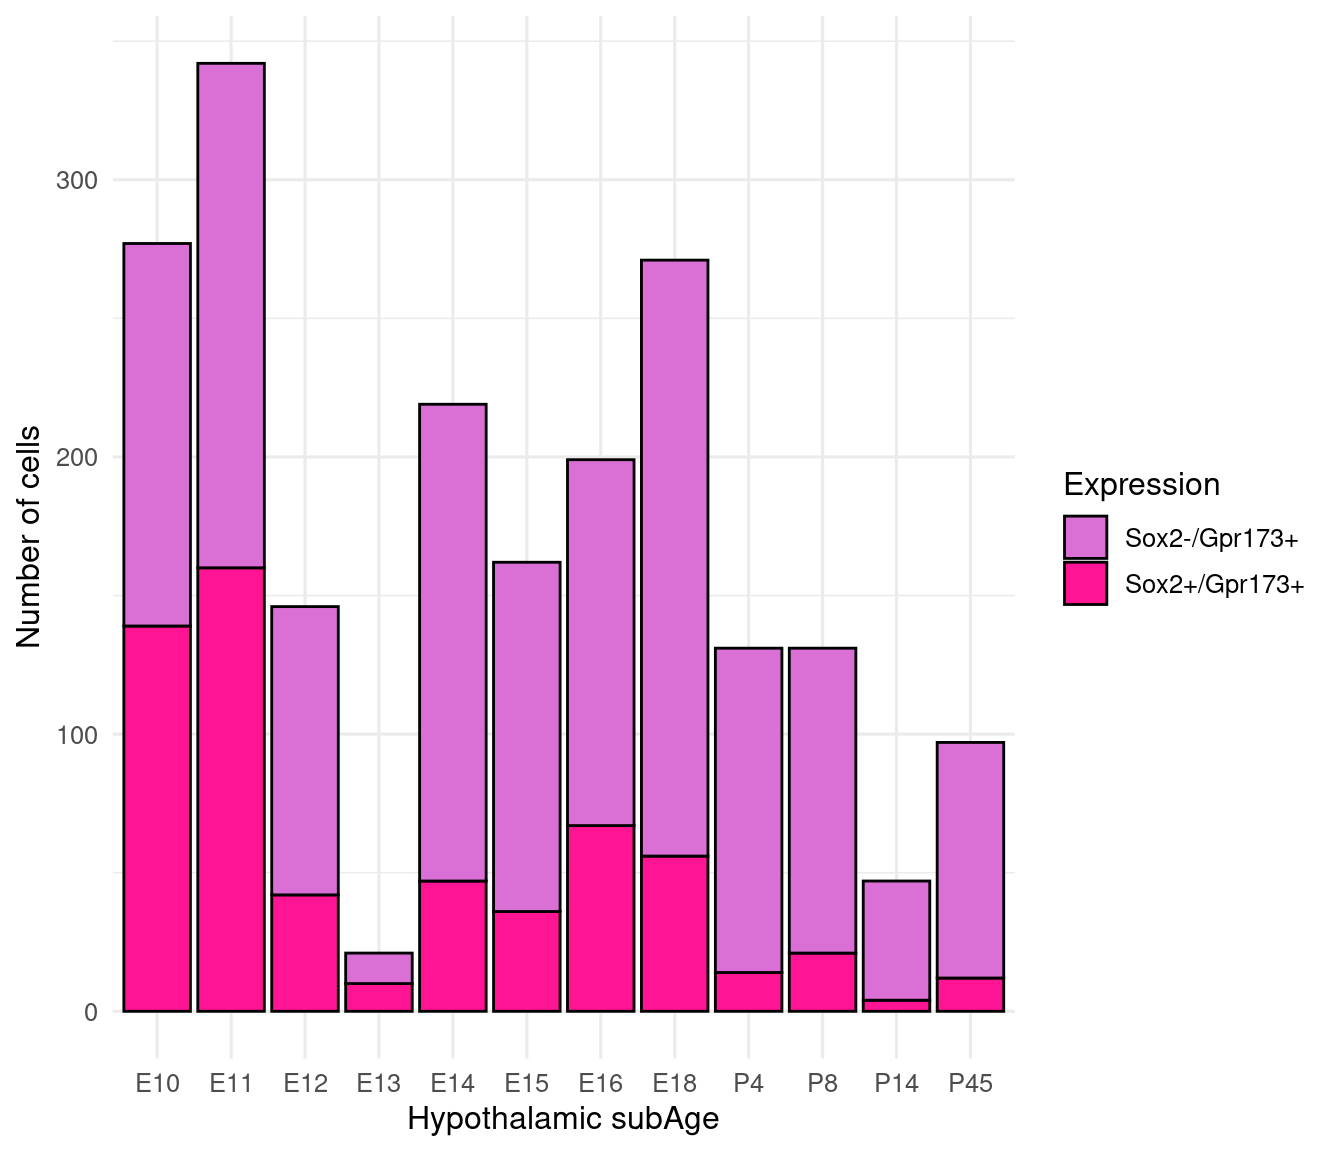 Number of cells
300
200
100
0
E10 E11 E12 E13 E14 E15 E16 E18 P4 P8 P14 P45
Hypothalamic subAge
Expression
Sox2-/Gpr173+
Sox2+/Gpr173+